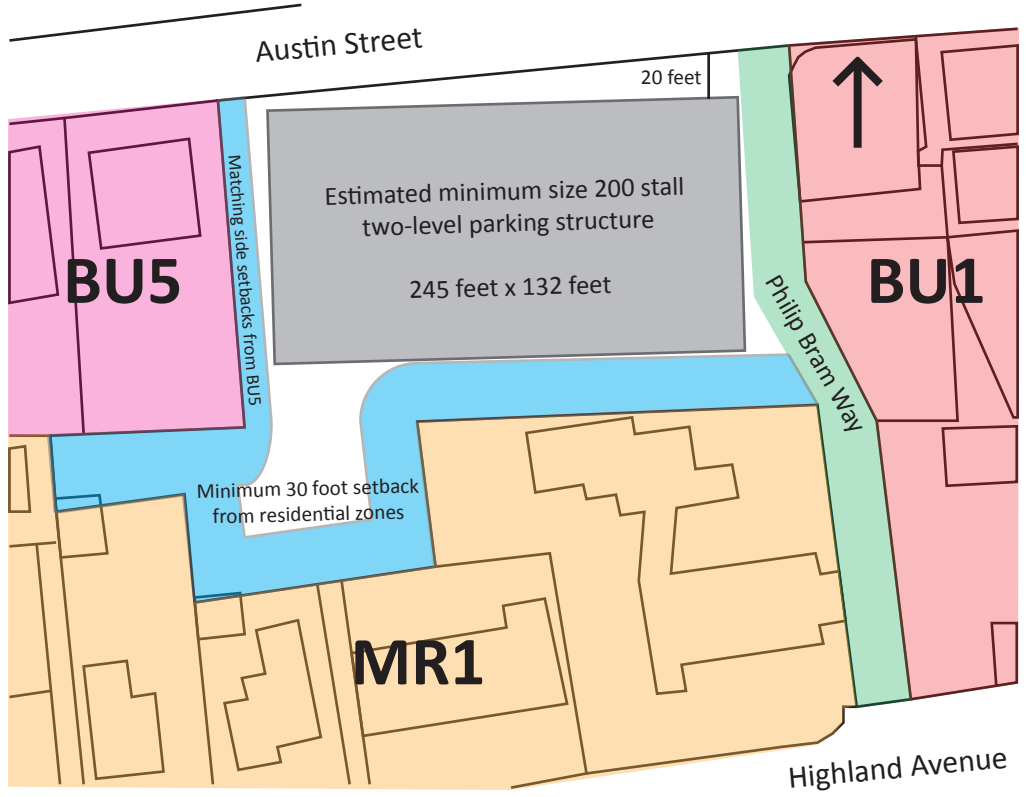 Austin Street
20 feet
Matching side setbacks from BU5
Estimated minimum size 200 stall
two-level parking structure
245 feet x 132 feet
BU5
BU1
Philip Bram Way
Minimum 30 foot setback
from residential zones
MR1
Highland Avenue